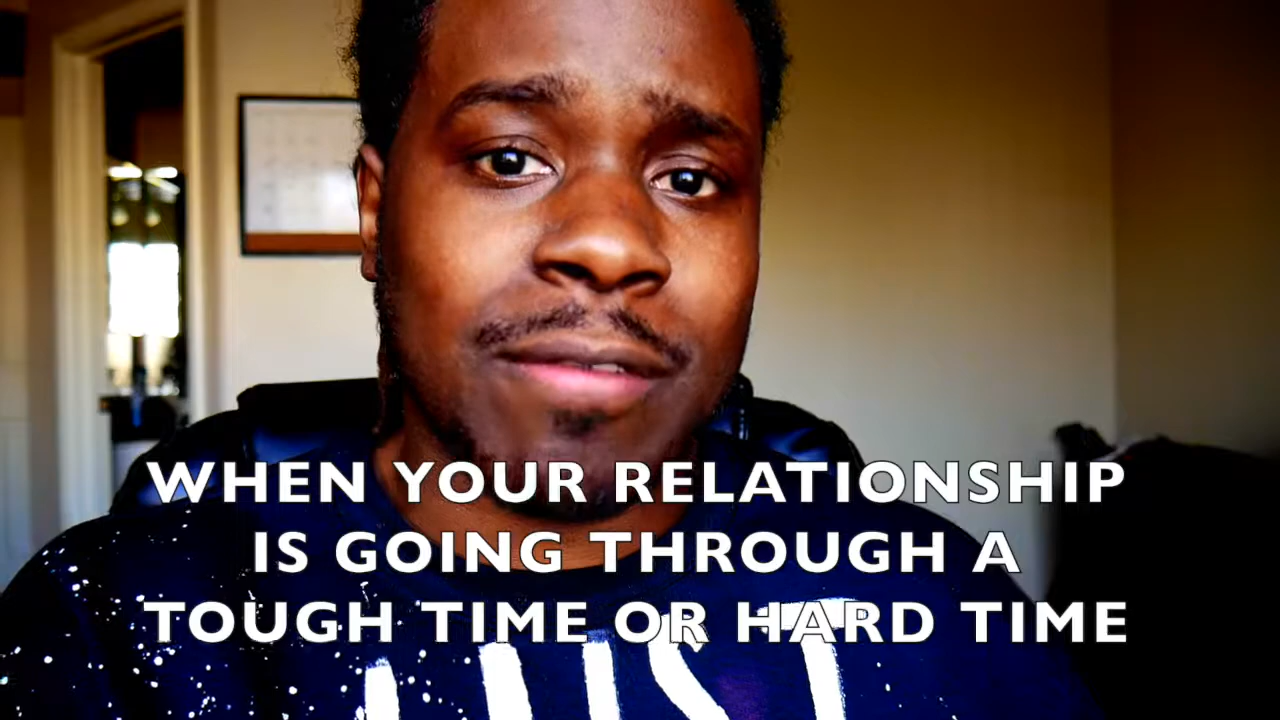 WHEN YOUR RELATIONSHIP
IS GOING THROUGH A
TOUGH TIME OR HARD TIME